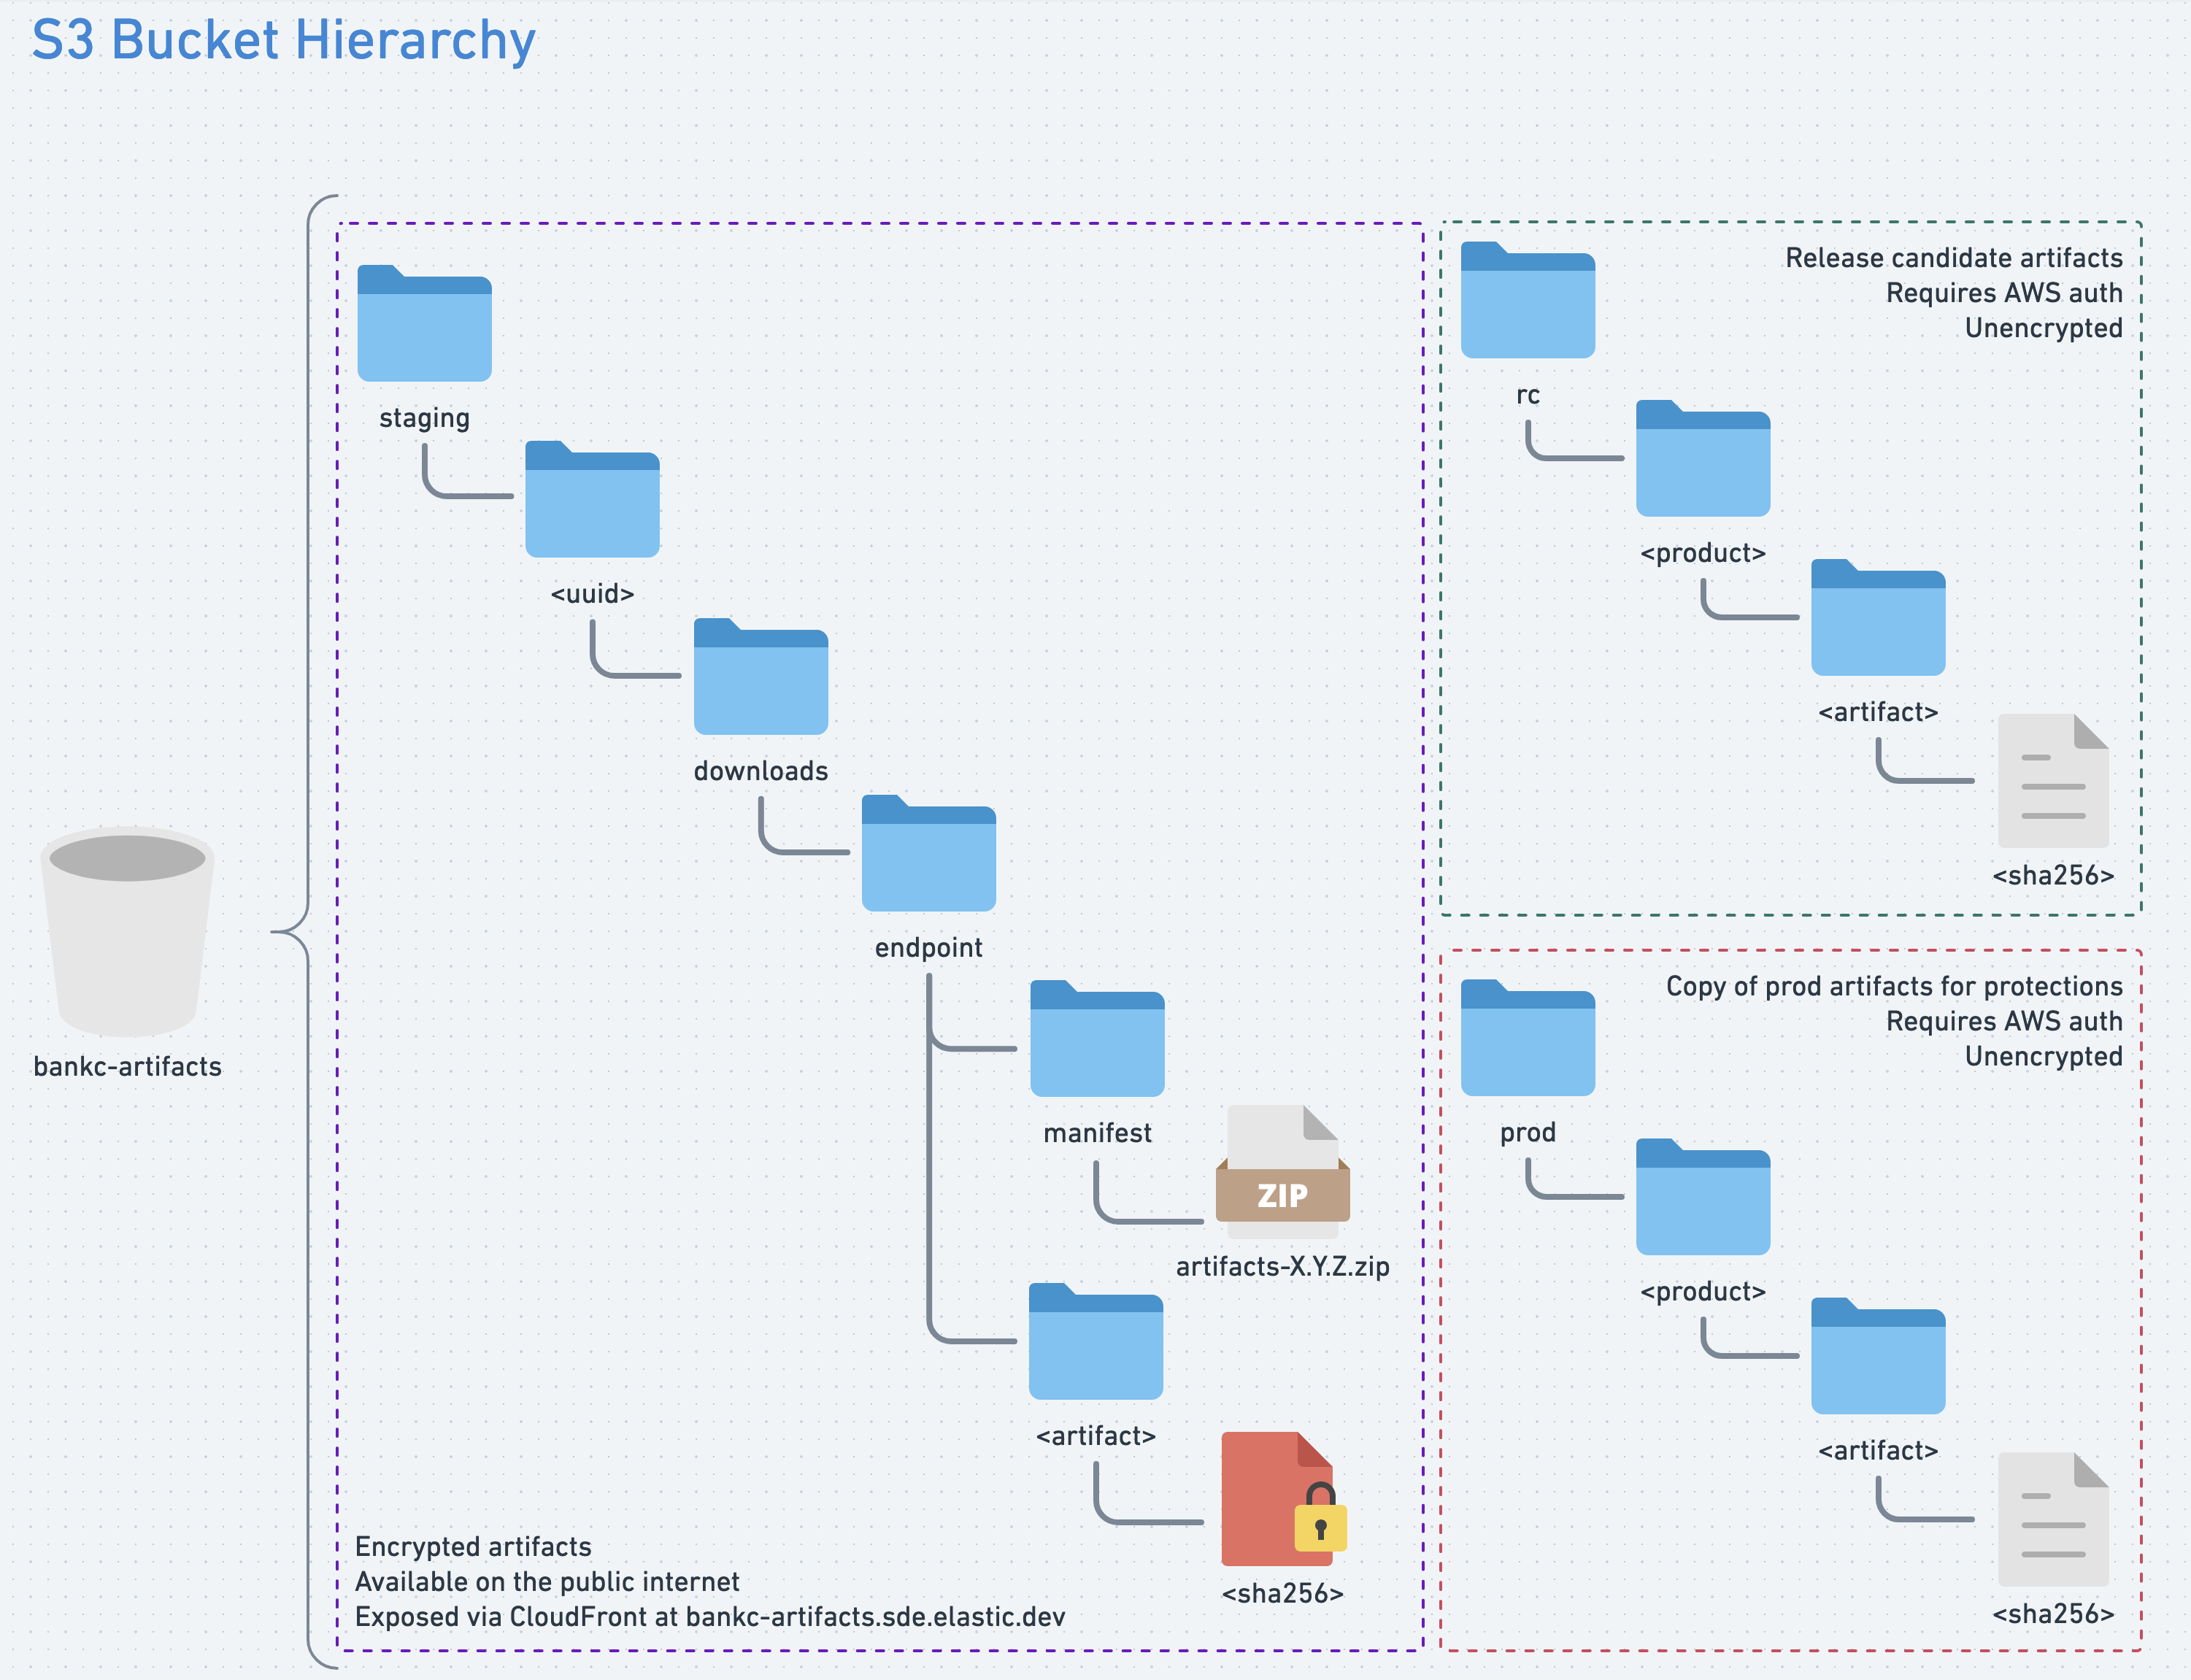 S3 Bucket Hierarchy
bankc-artifacts
staging
<uuid>
downloads
endpoint
manifest
ZIP
artifacts-X.Y.Z.zip
<artifact>
<sha256>
Encrypted artifacts
Available on the public internet
Exposed via CloudFront at bankc-artifacts.sde.elastic.dev
Release candidate artifacts
Requires AWS auth
Unencrypted
rc
<product>
<artifact>
<sha256>
Copy of prod artifacts for protections
Requires AWS auth
Unencrypted
prod
<product>
<artifact>
<sha256>